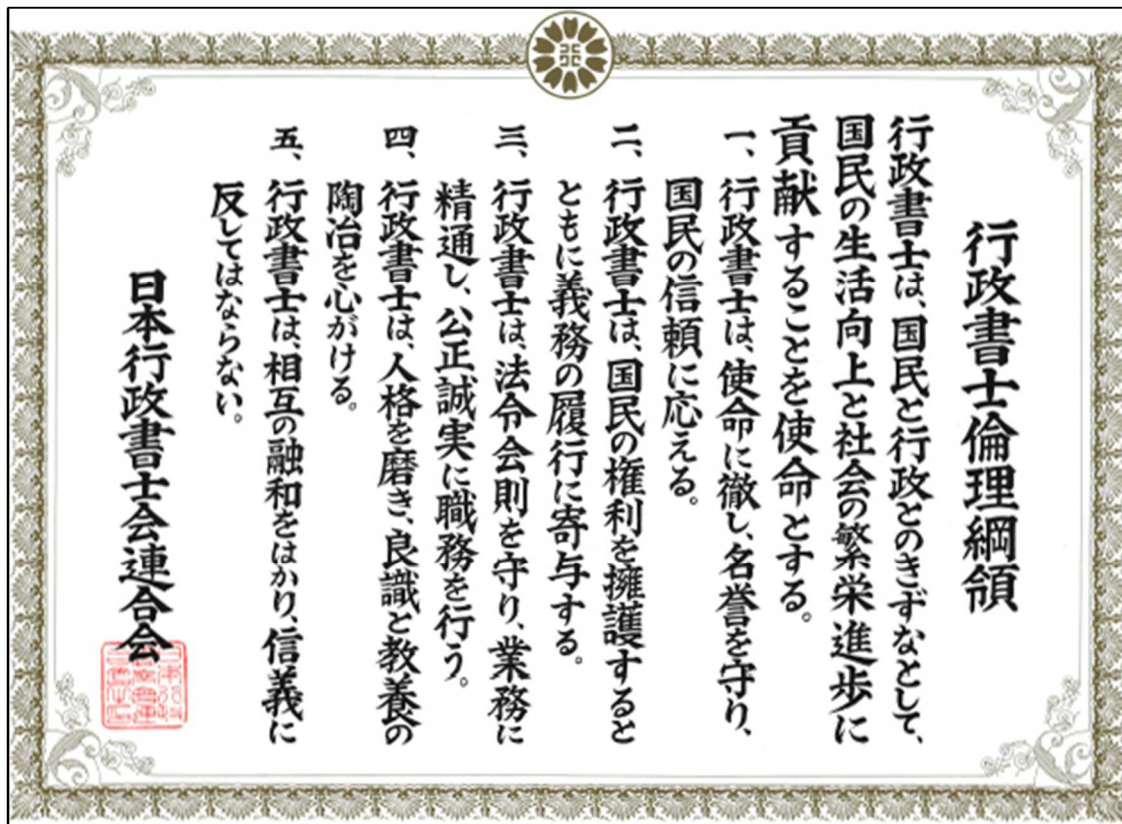 行政書士倫理綱領
行政書士は、国民と行政とのきずなとして、
国民の生活向上と社会の繁栄進歩に
貢献することを使命とする。
一、行政書士は、使命に徹し、名誉を守り、
国民の信頼に応える。
二、行政書士は、国民の権利を擁護すると
ともに義務の履行に寄与する。
三、行政書士は、法令会則を守り、業務に
精通し、公正誠実に職務を行う。
四、行政書士は、人格を磨き、良識と教養の
陶冶を心がける。
五、行政書士は、相互の融和をはかり、信義に
反してはならない。
日本行政書士会連合会